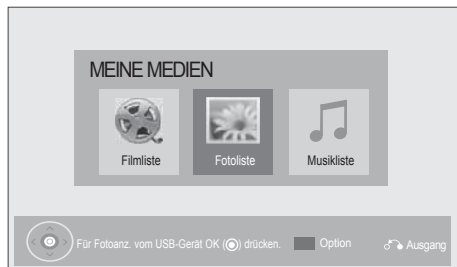 MEINE MEDIEN
Filmliste
Fotoliste
Musikliste
Für Fotoanz. vom USB-Gerät OK (◉) drücken. Option Ausgang